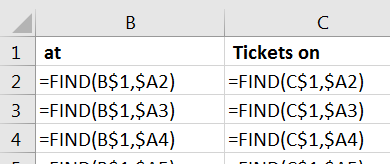 B C
1 at Tickets on
2 =FIND(B$1,$A2) =FIND(C$1,$A2)
3 =FIND(B$1,$A3) =FIND(C$1,$A3)
4 =FIND(B$1,$A4) =FIND(C$1,$A4)